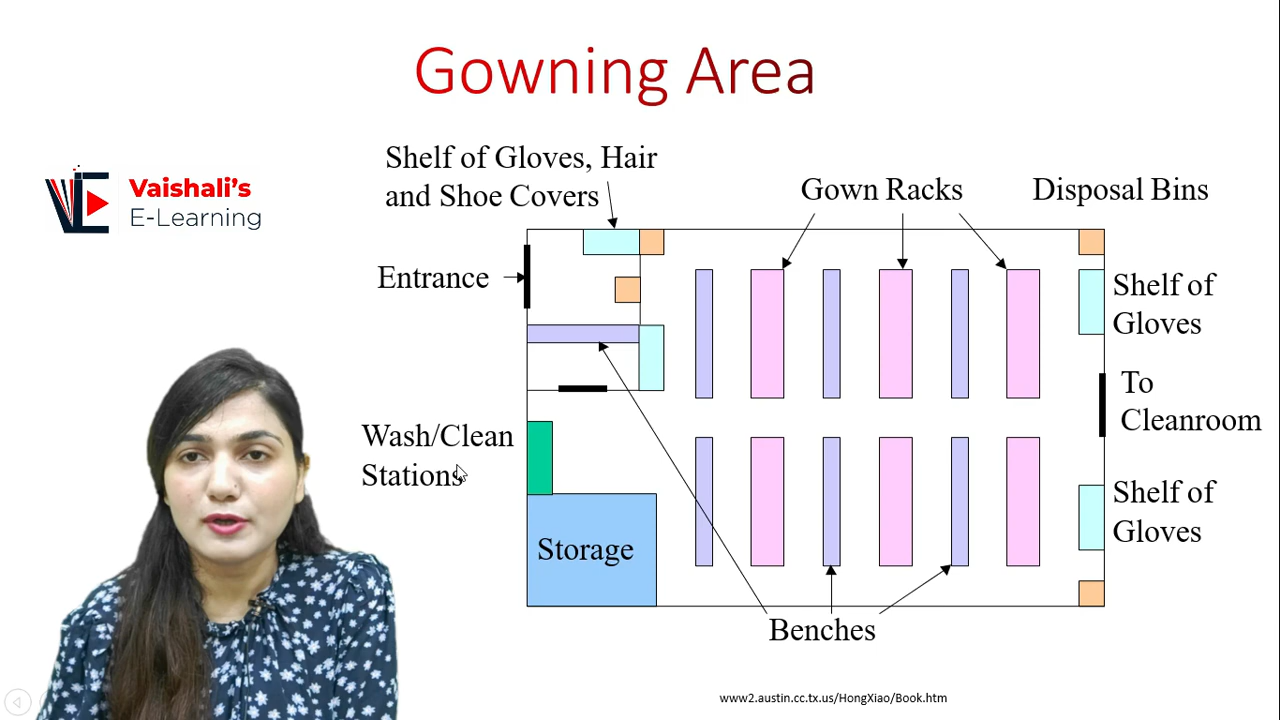 Gowning Area
Vaishali's
E-Learning
Shelf of Gloves, Hair
and Shoe Covers
Gown Racks
Disposal Bins
Entrance
Shelf of
Gloves
To
Cleanroom
Wash/Clean
Stations
Shelf of
Gloves
Storage
Benches
www2.austin.cc.tx.us/HongXiao/Book.htm